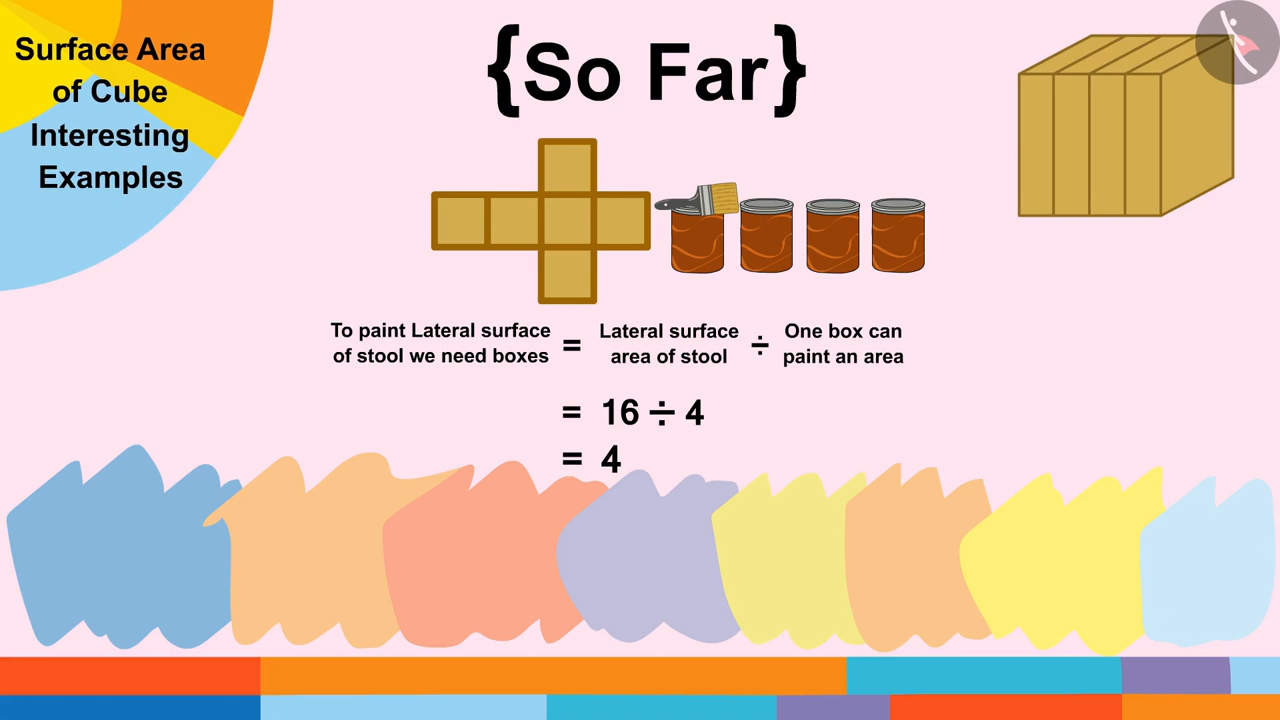 Surface Area
of Cube
Interesting
Examples
{So Far}
To paint Lateral surface
of stool we need boxes
=
Lateral surface
area of stool
÷
One box can
paint an area
= 16 ÷ 4
= 4